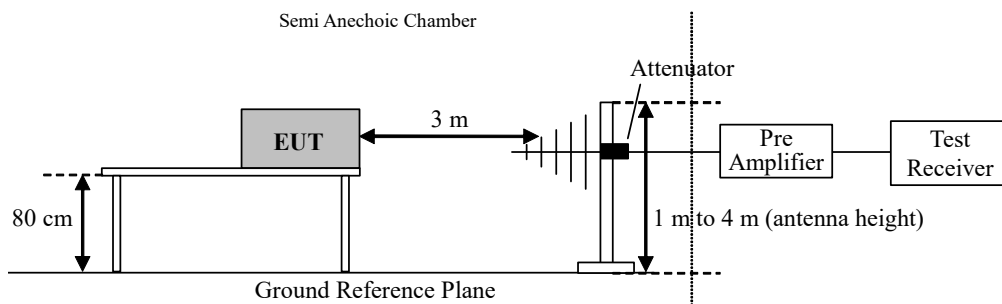 Semi Anechoic Chamber
Attenuator
3 m
EUT
Pre
Amplifier
Test
Receiver
80 cm
1 m to 4 m (antenna height)
Ground Reference Plane